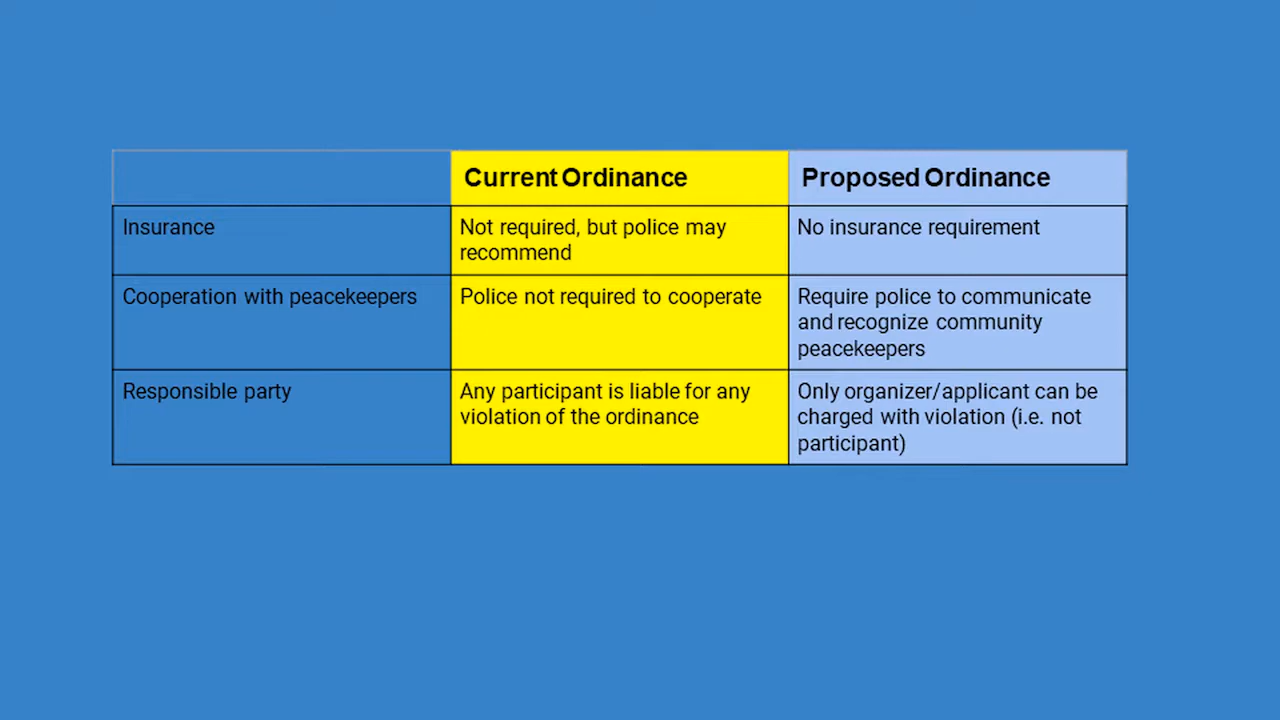 Current Ordinance
Proposed Ordinance
Insurance
Not required, but police may
recommend
No insurance requirement
Cooperation with peacekeepers
Police not required to cooperate
Require police to communicate
and recognize community
peacekeepers
Responsible party
Any participant is liable for any
violation of the ordinance
Only organizer/applicant can be
charged with violation (i.e. not
participant)